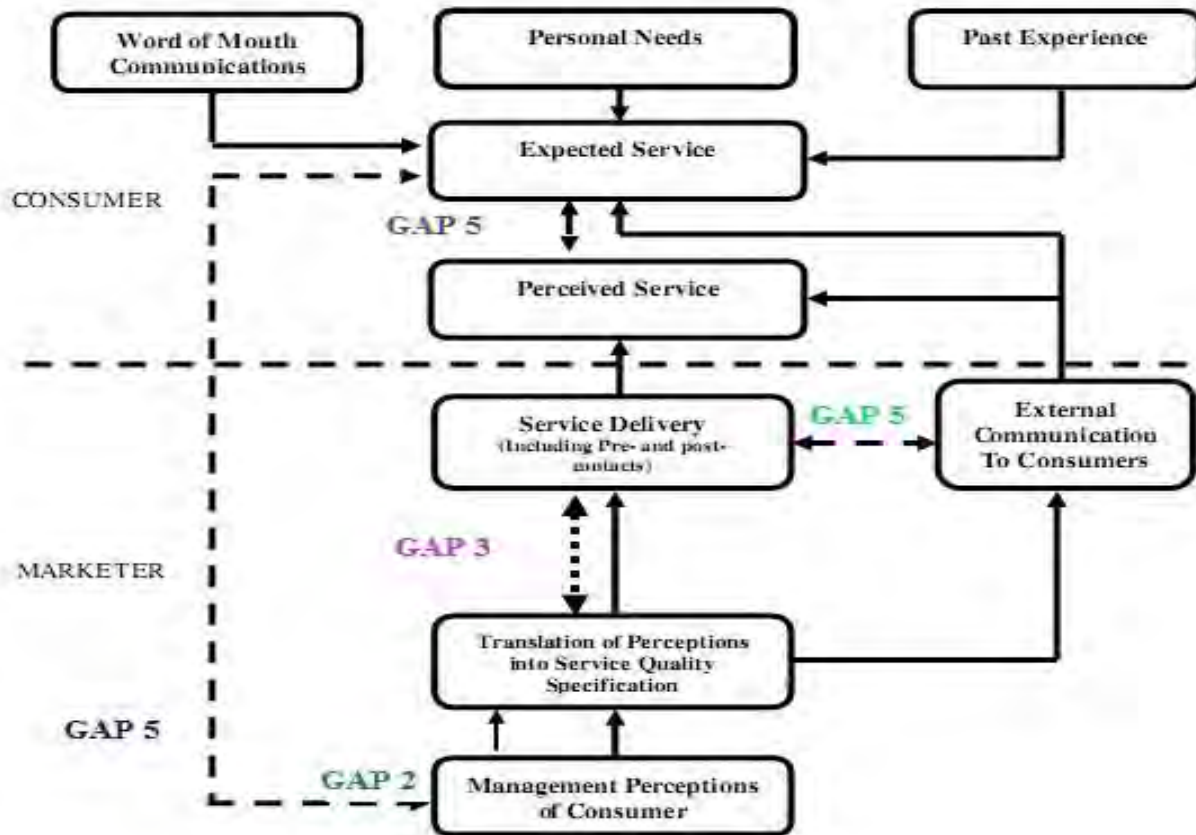 Word of Mouth
Communications
Personal Needs
Past Experience
Expected Service
CONSUMER
GAP 5
Perceived Service
Service Delivery
(Including Pre- and post-
contacts)
GAP 5
External
Communication
To Consumers
GAP 3
MARKETER
Translation of Perceptions
into Service Quality
Specification
GAP 5
GAP 2
Management Perceptions
of Consumer